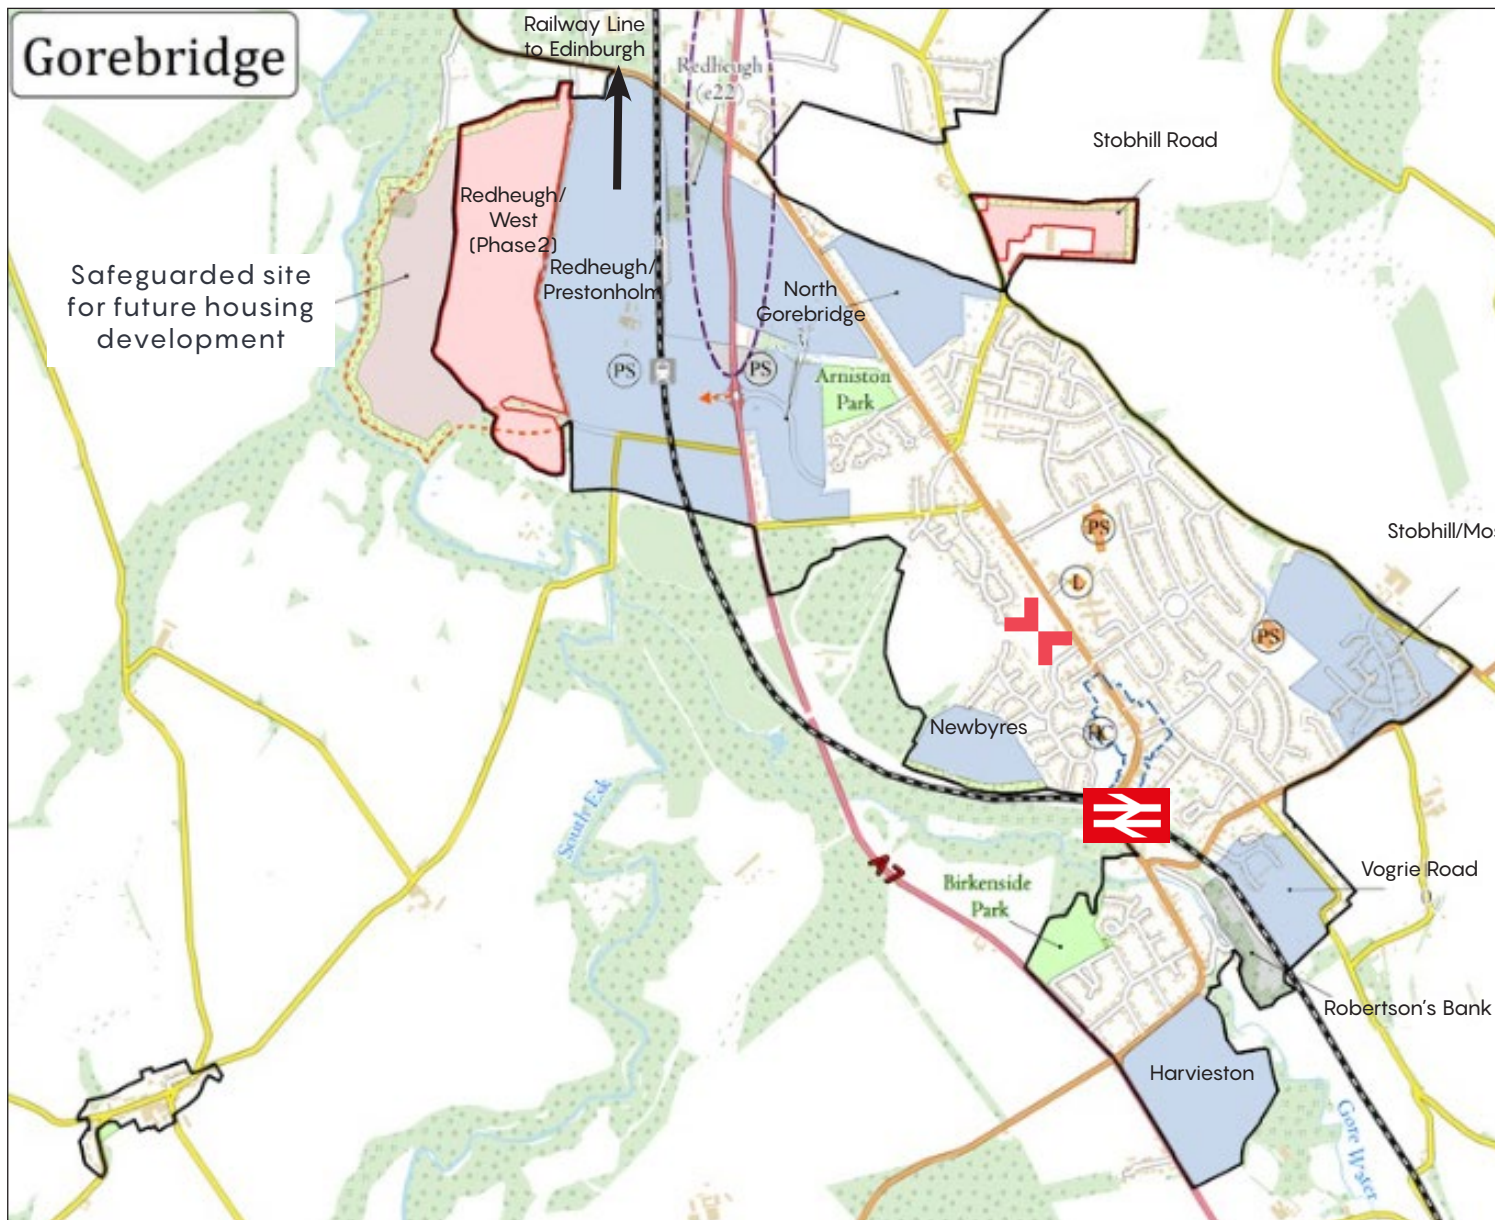 Gorebridge
Railway Line
to Edinburgh
Redheugh
(e22)
Stobhill Road
Redheugh/
West
(Phase2)
Redheugh/
Prestonholm
Safeguarded site
for future housing
development
North
Gorebridge
PS
PS
Arniston
Park
PS
Stobhill/Mos
L
PS
Newbyres
HC
South Esk
A7
Birkenside
Park
Vogrie Road
Robertson's Bank
Harvieston
Gore Water